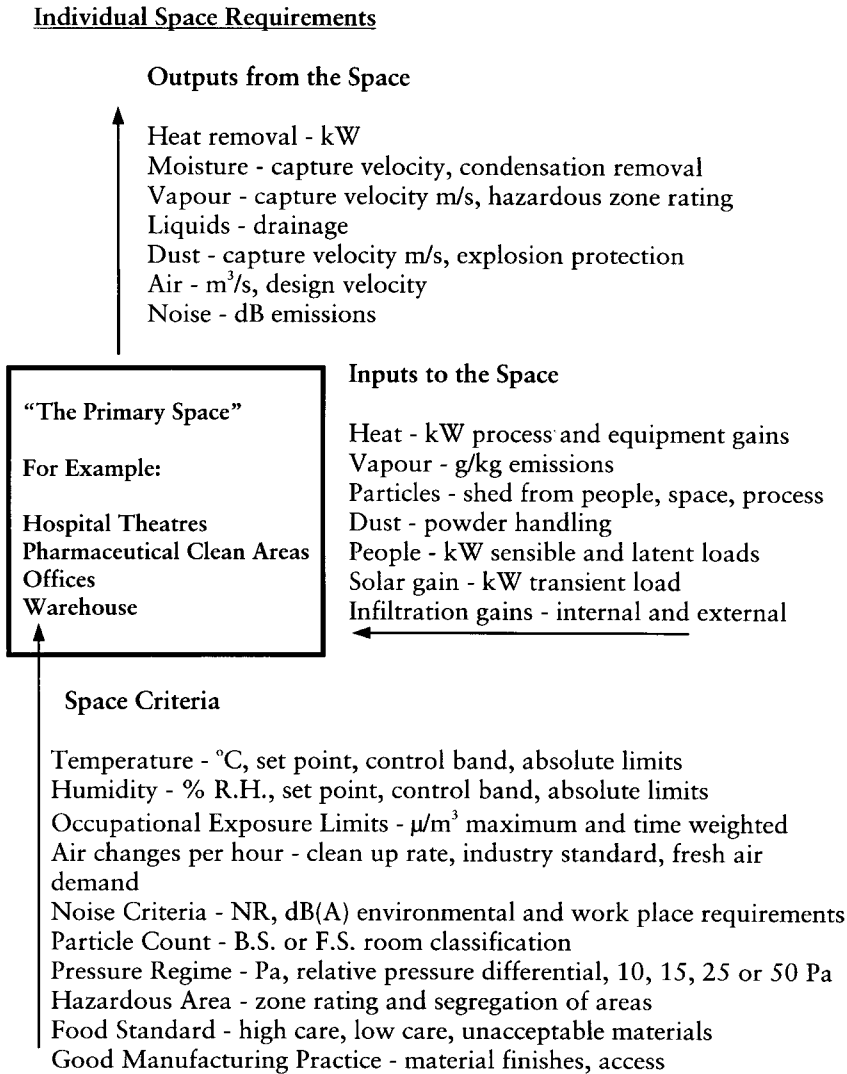 Individual Space Requirements
Outputs from the Space
Heat removal - kW
Moisture - capture velocity, condensation removal
Vapour - capture velocity m/s, hazardous zone rating
Liquids - drainage
Dust - capture velocity m/s, explosion protection
Air - m³/s, design velocity
Noise - dB emissions
“The Primary Space”
For Example:
Hospital Theatres
Pharmaceutical Clean Areas
Offices
Warehouse
Inputs to the Space
Heat - kW process and equipment gains
Vapour - g/kg emissions
Particles - shed from people, space, process
Dust - powder handling
People - kW sensible and latent loads
Solar gain - kW transient load
Infiltration gains - internal and external
Space Criteria
Temperature - °C, set point, control band, absolute limits
Humidity - % R.H., set point, control band, absolute limits
Occupational Exposure Limits - µ/m³ maximum and time weighted
Air changes per hour - clean up rate, industry standard, fresh air
demand
Noise Criteria - NR, dB(A) environmental and work place requirements
Particle Count - B.S. or F.S. room classification
Pressure Regime - Pa, relative pressure differential, 10, 15, 25 or 50 Pa
Hazardous Area - zone rating and segregation of areas
Food Standard - high care, low care, unacceptable materials
Good Manufacturing Practice - material finishes, access